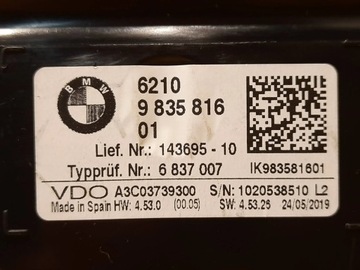 BMW
6210
9 835 816
01
Lief. Nr.: 143695 - 10
Typprüf. Nr.: 6 837 007 IK983581601
VDO A3C03739300 S/N: 1020538510 L2
Made in Spain HW: 4.53.0 (00.05) SW: 4.53.26 24/05/2019